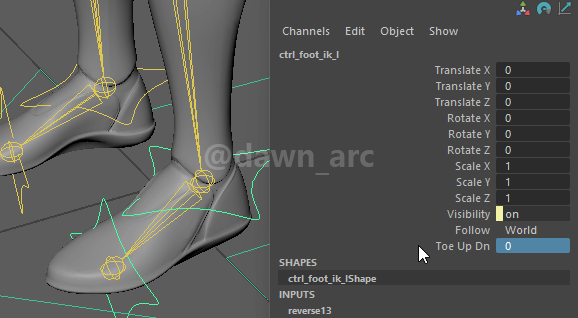 Channels Edit Object Show
ctrl_foot_ik_l
Translate X 0
Translate Y 0
Translate Z 0
Rotate X 0
Rotate Y 0
Rotate Z 0
@dawn_arc
Scale X 1
Scale Y 1
Scale Z 1
Visibility on
Follow World
Toe Up Dn 0
SHAPES
ctrl_foot_ik_lShape
INPUTS
reverse13